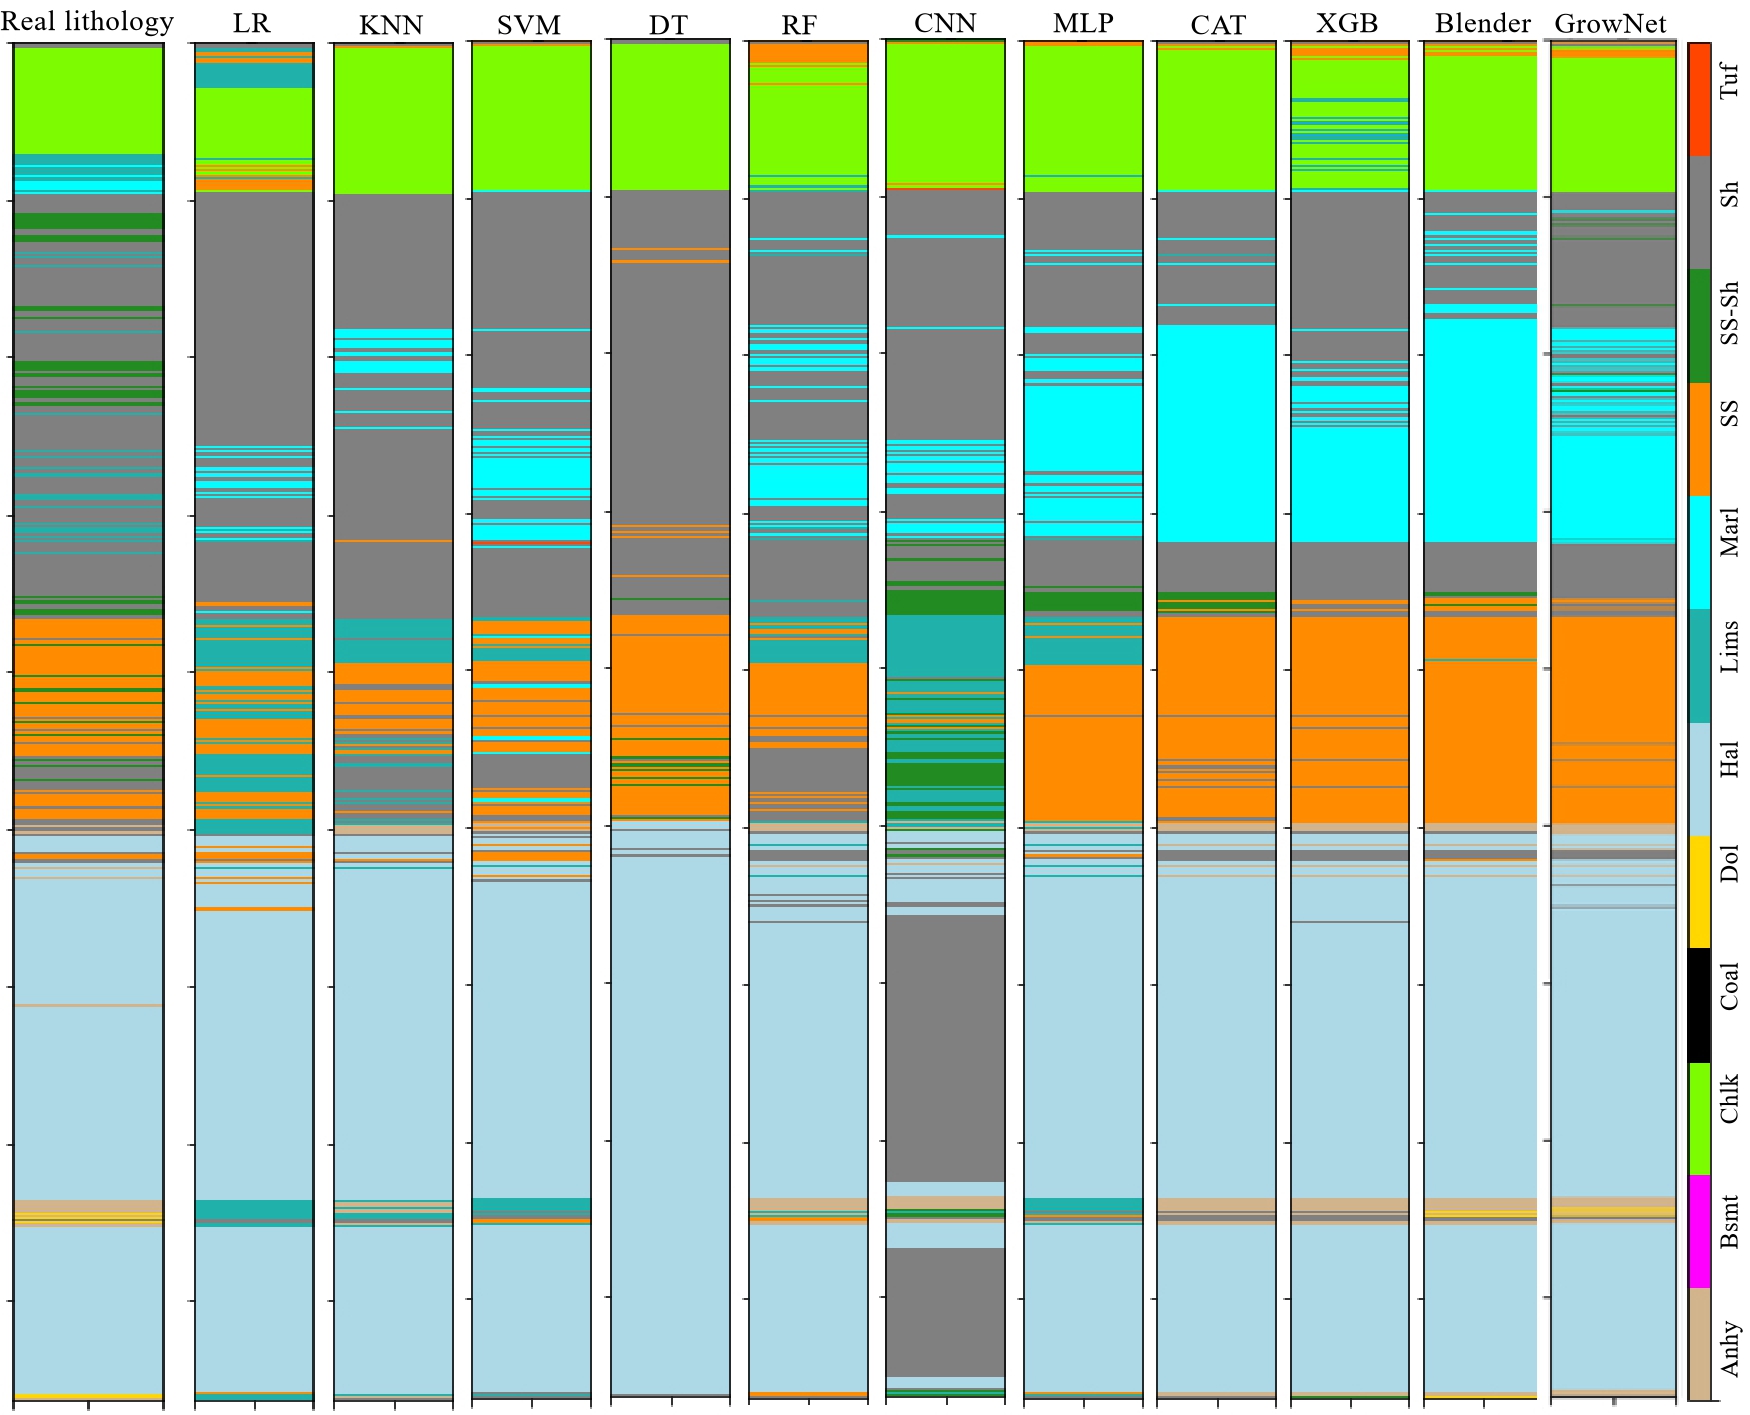 Real lithology LR KNN SVM DT RF CNN MLP CAT XGB Blender GrowNet
Tuf
Sh
SS-Sh
SS
Marl
Lims
Hal
Dol
Coal
Chlk
Bsmt
Anhy